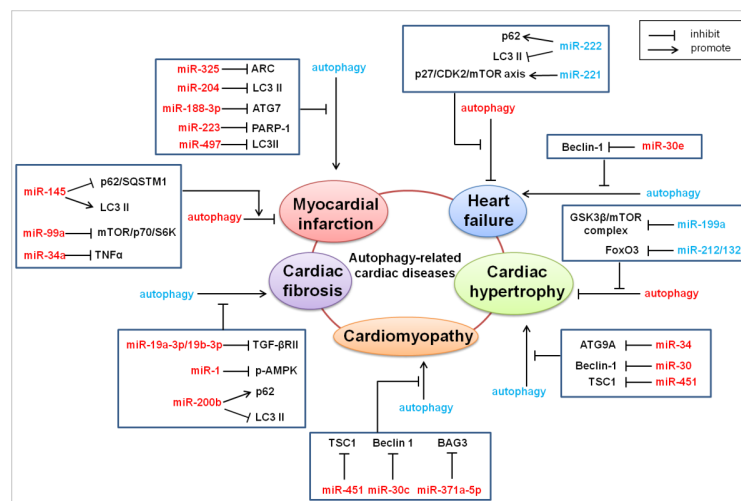 inhibit
promote
p62
miR-222
LC3 II
p27/CDK2/mTOR axis
miR-221
miR-325
ARC
miR-204
LC3 II
miR-188-3p
ATG7
miR-223
PARP-1
miR-497
LC3II
autophagy
autophagy
Beclin-1
miR-30e
autophagy
miR-145
p62/SQSTM1
LC3 II
miR-99a
mTOR/p70/S6K
miR-34a
TNFα
autophagy
Myocardial
infarction
Heart
failure
GSK3β/mTOR
complex
miR-199a
FoxO3
miR-212/132
autophagy
Autophagy-related
cardiac diseases
Cardiac
fibrosis
Cardiac
hypertrophy
Cardiomyopathy
autophagy
miR-19a-3p/19b-3p
TGF-βRII
miR-1
p-AMPK
miR-200b
p62
LC3 II
autophagy
ATG9A
miR-34
Beclin-1
miR-30
TSC1
miR-451
autophagy
TSC1
Beclin 1
BAG3
miR-451
miR-30c
miR-371a-5p